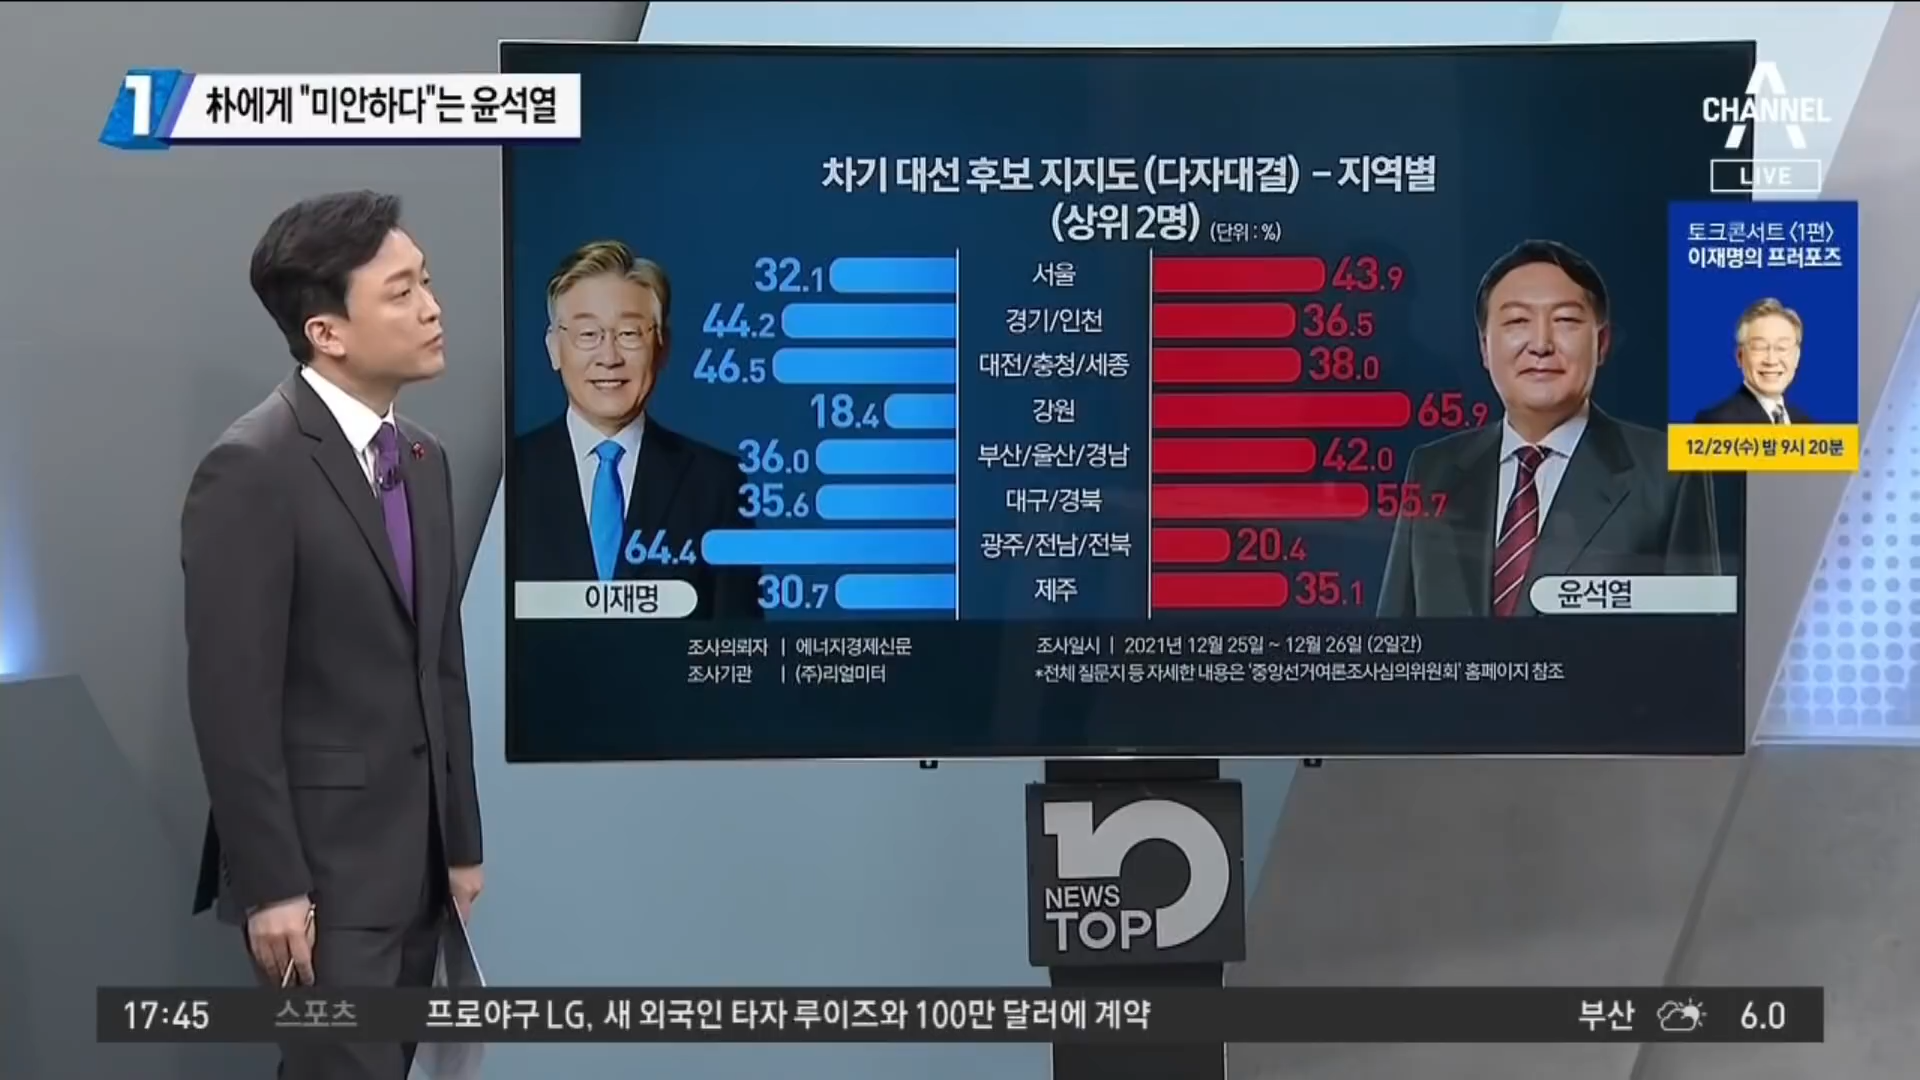 1
朴에게 "미안하다"는 윤석열
CHANNEL A
LIVE
토크콘서트 〈1편〉
이재명의 프러포즈
12/29(수) 밤 9시 20분
차기 대선 후보 지지도 (다자대결) – 지역별
(상위 2명) (단위 : %)
32.1 서울 43.9
44.2 경기/인천 36.5
46.5 대전/충청/세종 38.0
18.4 강원 65.9
36.0 부산/울산/경남 42.0
35.6 대구/경북 55.7
64.4 광주/전남/전북 20.4
30.7 제주 35.1
이재명
윤석열
조사의뢰자 | 에너지경제신문
조사기관 | (주)리얼미터
조사일시 | 2021년 12월 25일 ~ 12월 26일 (2일간)
*전체 질문지 등 자세한 내용은 '중앙선거여론조사심의위원회' 홈페이지 참조
NEWS
TOP10
17:45 스포츠 프로야구 LG, 새 외국인 타자 루이즈와 100만 달러에 계약 부산 6.0